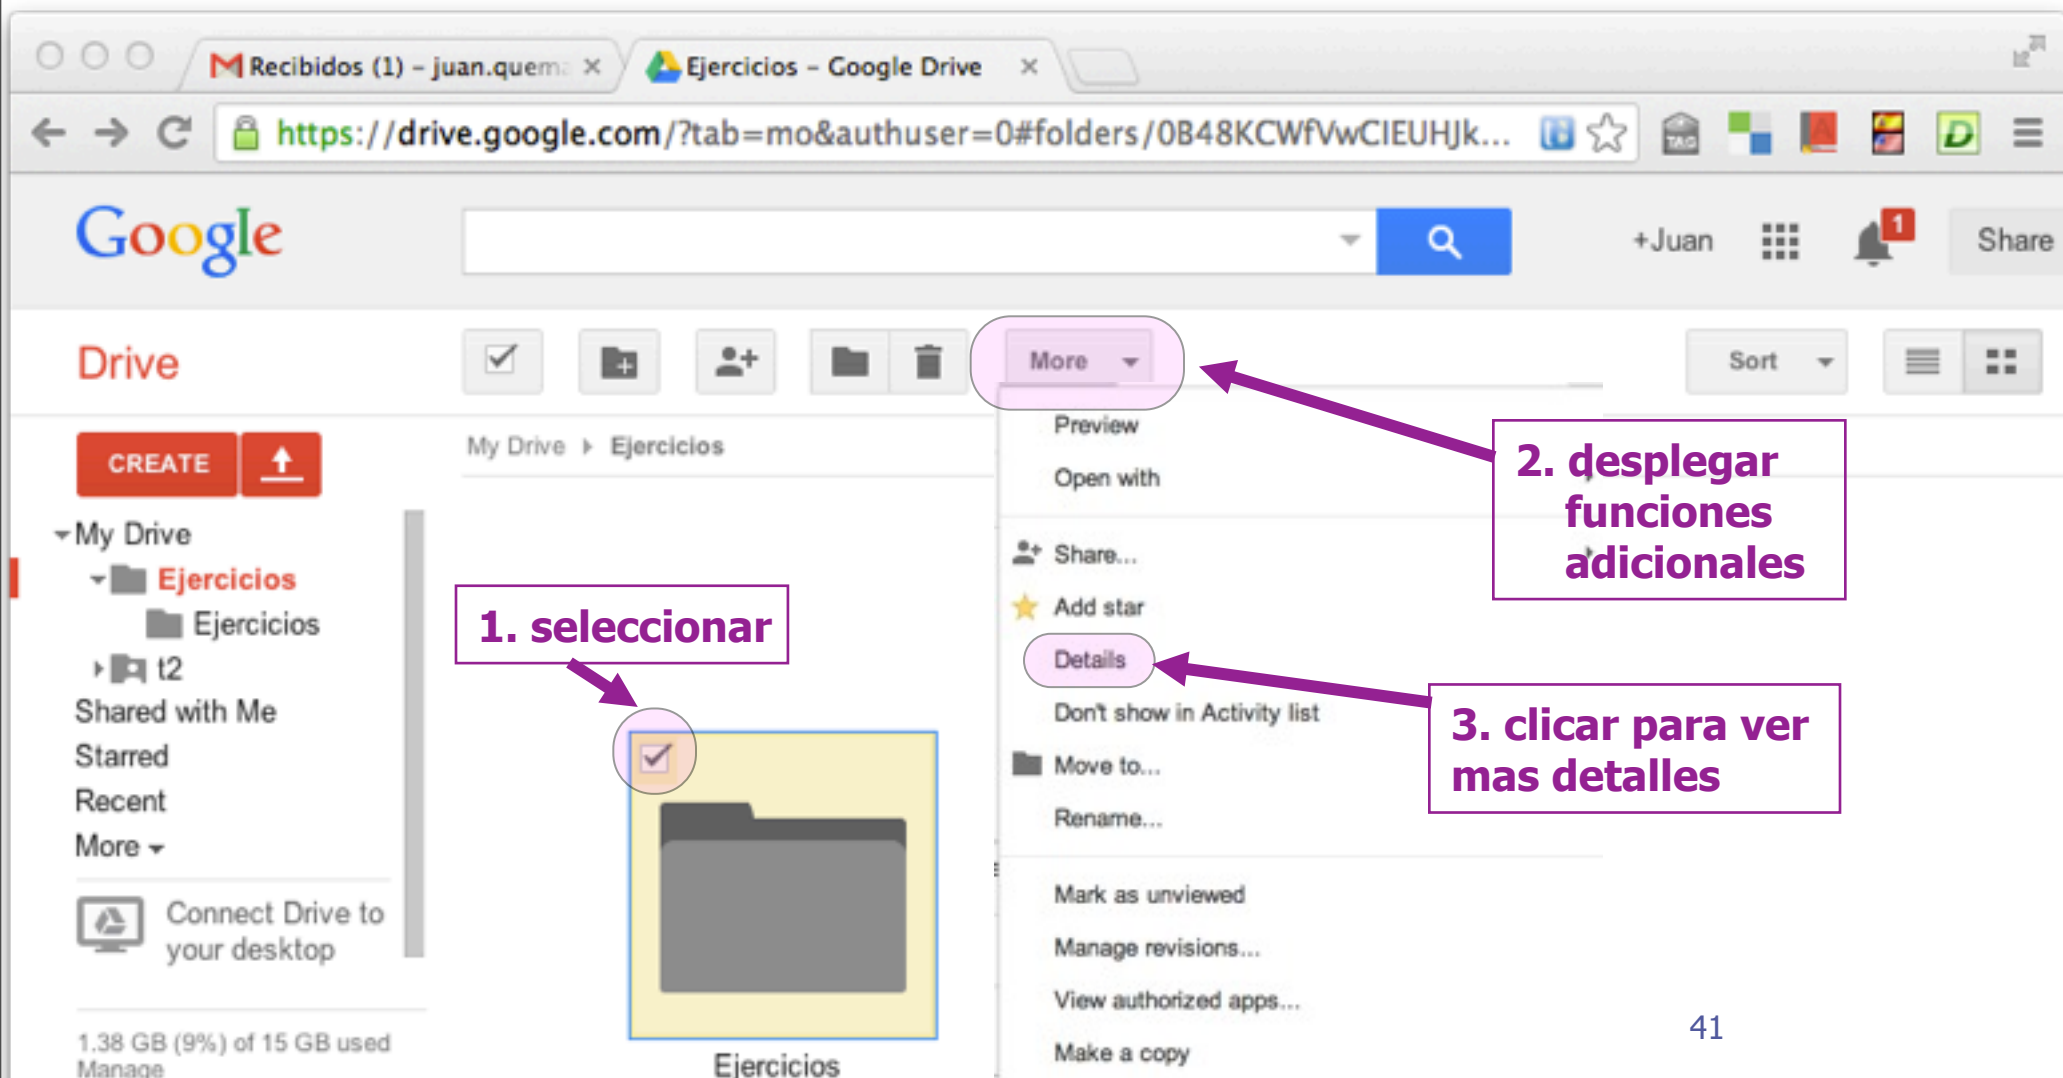 Recibidos (1) – juan.quema
Ejercicios – Google Drive
https://drive.google.com/?tab=mo&authuser=0#folders/0B48KCWfVwCIEUHJk...
TAG
A
D
Google
+Juan
1
Share
Drive
More
Sort
CREATE
My Drive
Ejercicios
Preview
Open with
2. desplegar
funciones
adicionales
My Drive
Ejercicios
Ejercicios
t2
Shared with Me
Starred
Recent
More
1. seleccionar
Share...
Add star
Details
Don't show in Activity list
Move to...
Rename...
3. clicar para ver
mas detalles
Connect Drive to
your desktop
Mark as unviewed
Manage revisions...
View authorized apps...
Make a copy
1.38 GB (9%) of 15 GB used
Manage
Ejercicios
41